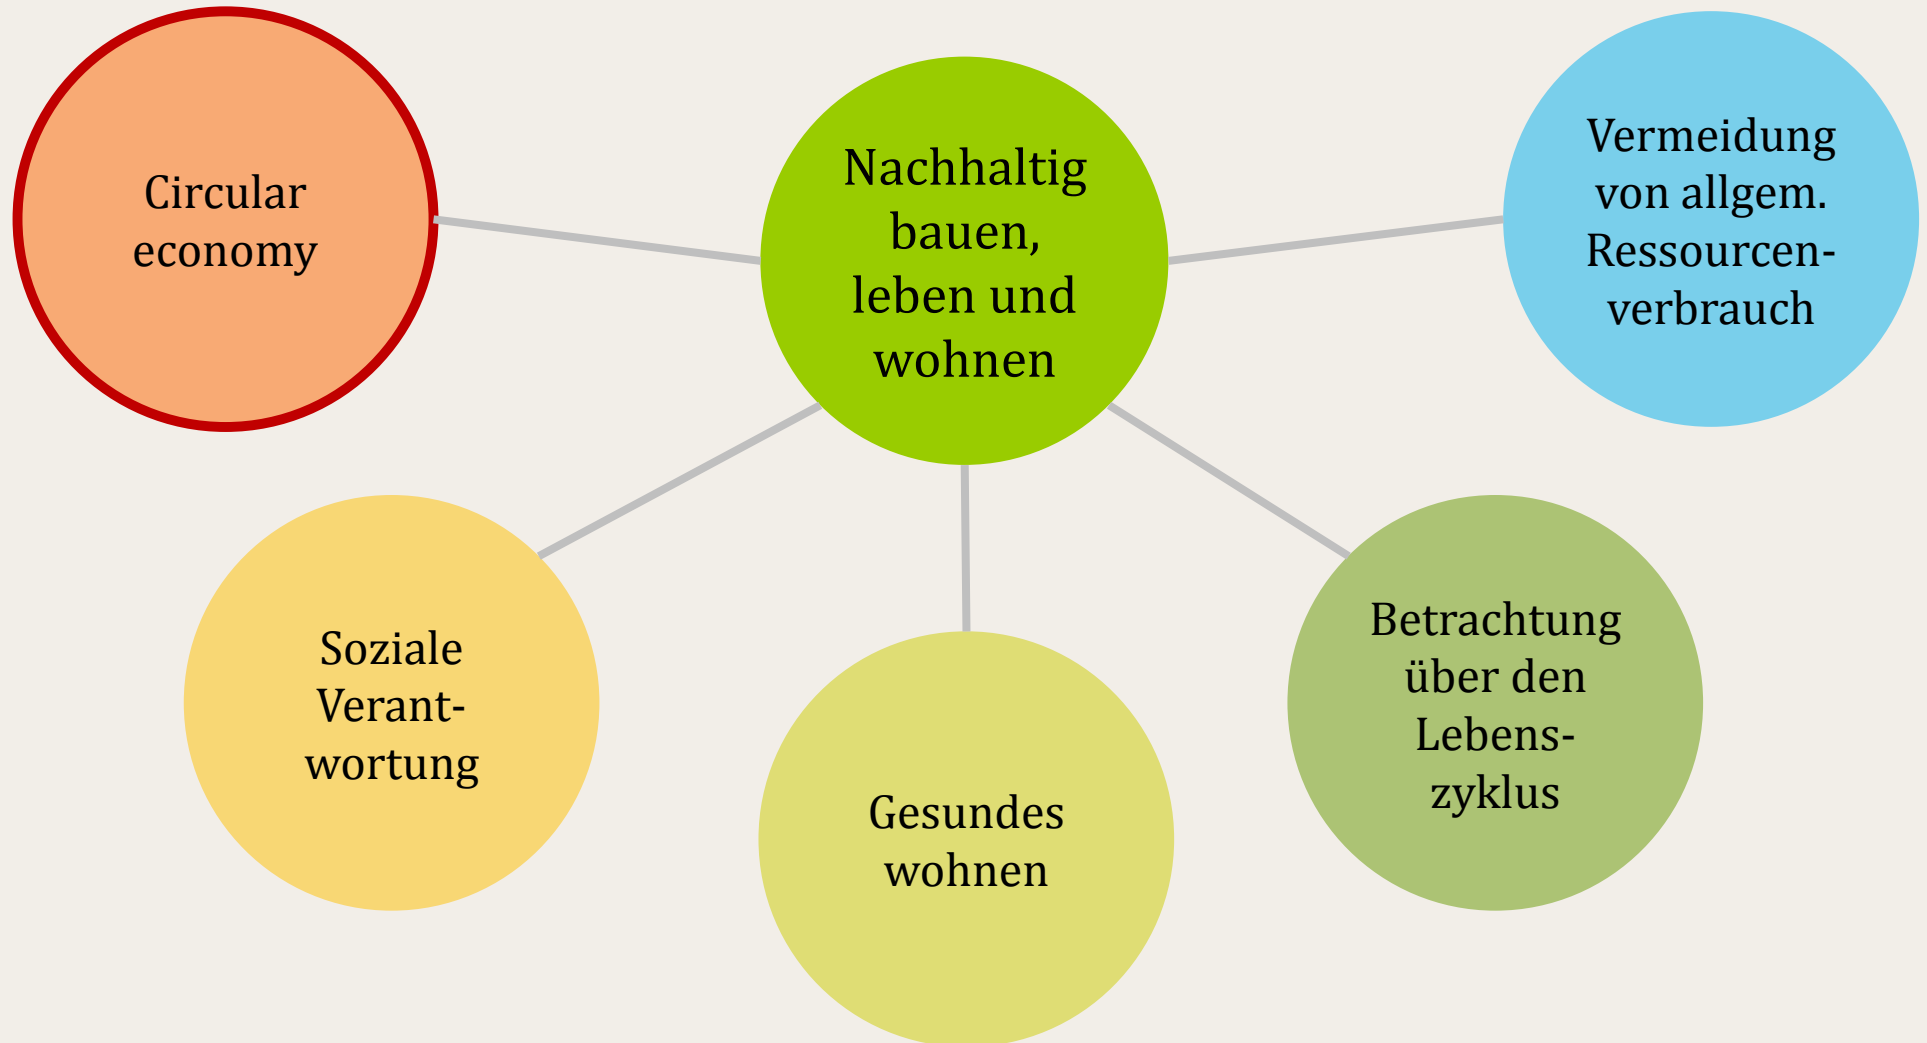 Circular
economy
Nachhaltig
bauen,
leben und
wohnen
Vermeidung
von allgem.
Ressourcen-
verbrauch
Soziale
Verant-
wortung
Gesundes
wohnen
Betrachtung
über den
Lebens-
zyklus